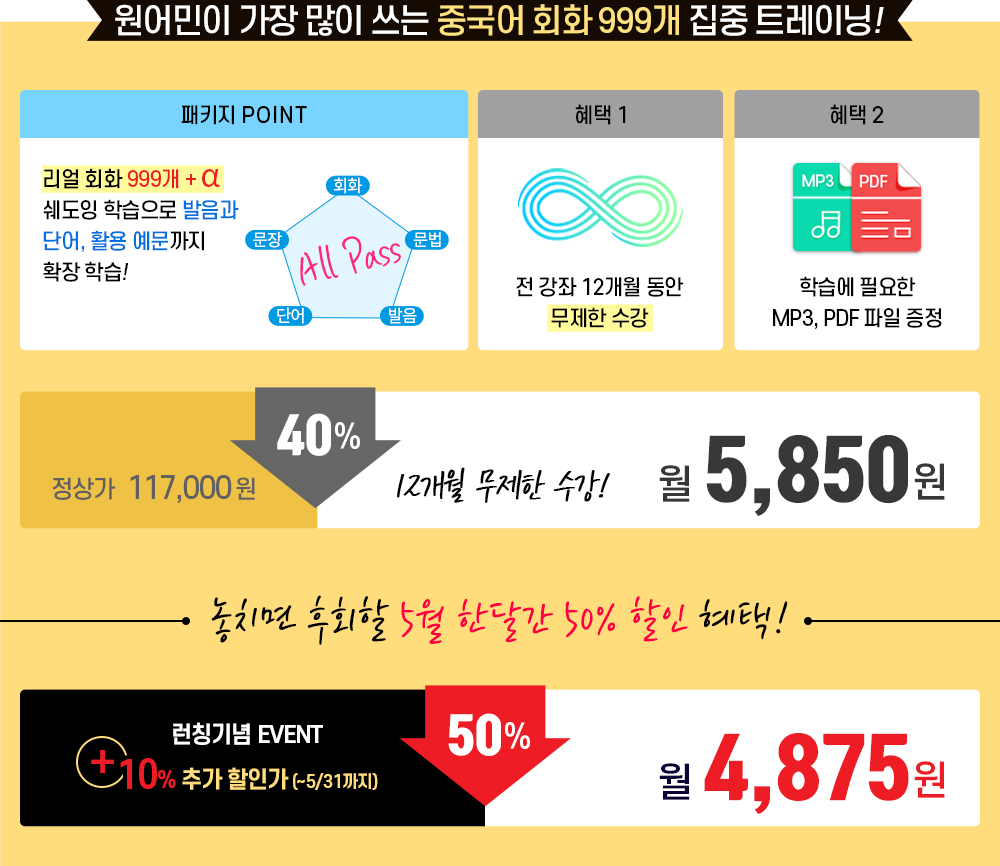 원어민이 가장 많이 쓰는 중국어 회화 999개 집중 트레이닝!
패키지 POINT
리얼 회화 999개 + α
쉐도잉 학습으로 발음과
단어, 활용 예문까지
확장 학습!
회화
문장
문법
All Pass
단어
발음
혜택 1
전 강좌 12개월 동안
무제한 수강
혜택 2
MP3 PDF
학습에 필요한
MP3, PDF 파일 증정
정상가 117,000원
40%
12개월 무제한 수강!
월 5,850원
놓치면 후회할 5월 한달간 50% 할인 혜택!
런칭기념 EVENT
+10% 추가 할인가 (~5/31까지)
50%
월 4,875원